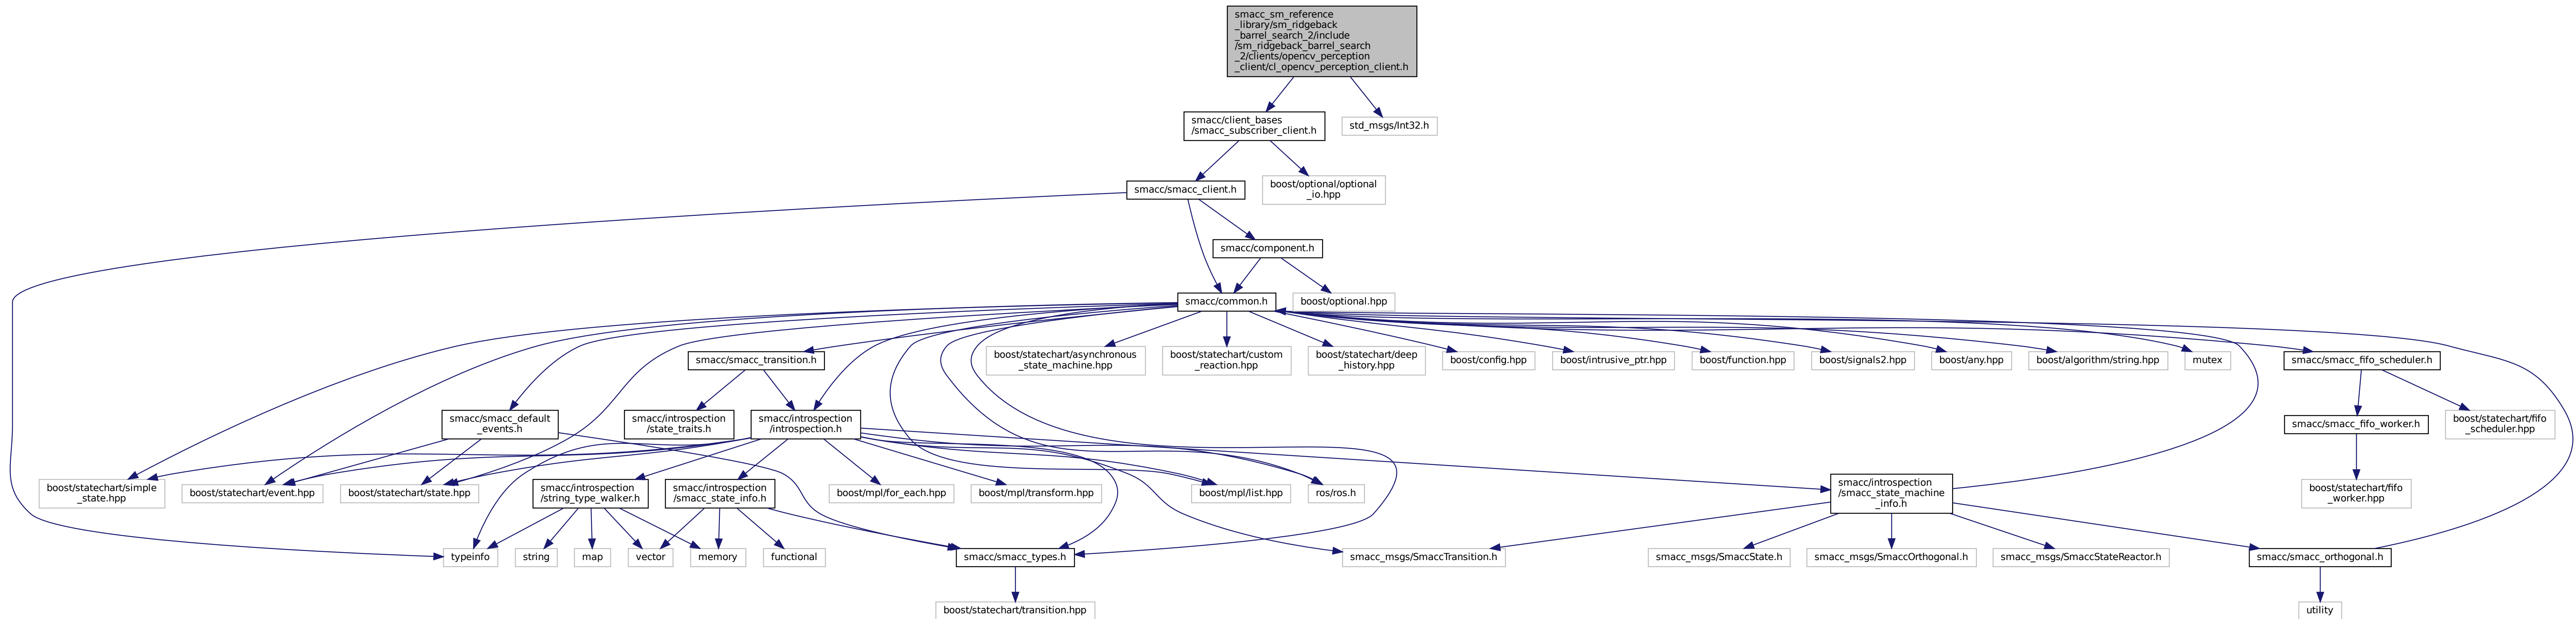 smacc_sm_reference
_library/sm_ridgeback
_barrel_search_2/include
/sm_ridgeback_barrel_search
_2/clients/opencv_perception
_client/cl_opencv_perception_client.h
smacc/client_bases
/smacc_subscriber_client.h
std_msgs/Int32.h
smacc/smacc_client.h
boost/optional/optional
_io.hpp
smacc/component.h
smacc/common.h
boost/optional.hpp
smacc/smacc_transition.h
boost/statechart/asynchronous
_state_machine.hpp
boost/statechart/custom
_reaction.hpp
boost/statechart/deep
_history.hpp
boost/config.hpp
boost/intrusive_ptr.hpp
boost/function.hpp
boost/signals2.hpp
boost/any.hpp
boost/algorithm/string.hpp
mutex
smacc/smacc_fifo_scheduler.h
smacc/smacc_default
_events.h
smacc/introspection
/state_traits.h
smacc/introspection
/introspection.h
smacc/smacc_fifo_worker.h
boost/statechart/fifo
_scheduler.hpp
boost/statechart/simple
_state.hpp
boost/statechart/event.hpp
boost/statechart/state.hpp
smacc/introspection
/string_type_walker.h
smacc/introspection
/smacc_state_info.h
boost/mpl/for_each.hpp
boost/mpl/transform.hpp
boost/mpl/list.hpp
ros/ros.h
smacc/introspection
/smacc_state_machine
_info.h
boost/statechart/fifo
_worker.hpp
typeinfo
string
map
vector
memory
functional
smacc/smacc_types.h
smacc_msgs/SmaccTransition.h
smacc_msgs/SmaccState.h
smacc_msgs/SmaccOrthogonal.h
smacc_msgs/SmaccStateReactor.h
smacc/smacc_orthogonal.h
boost/statechart/transition.hpp
utility